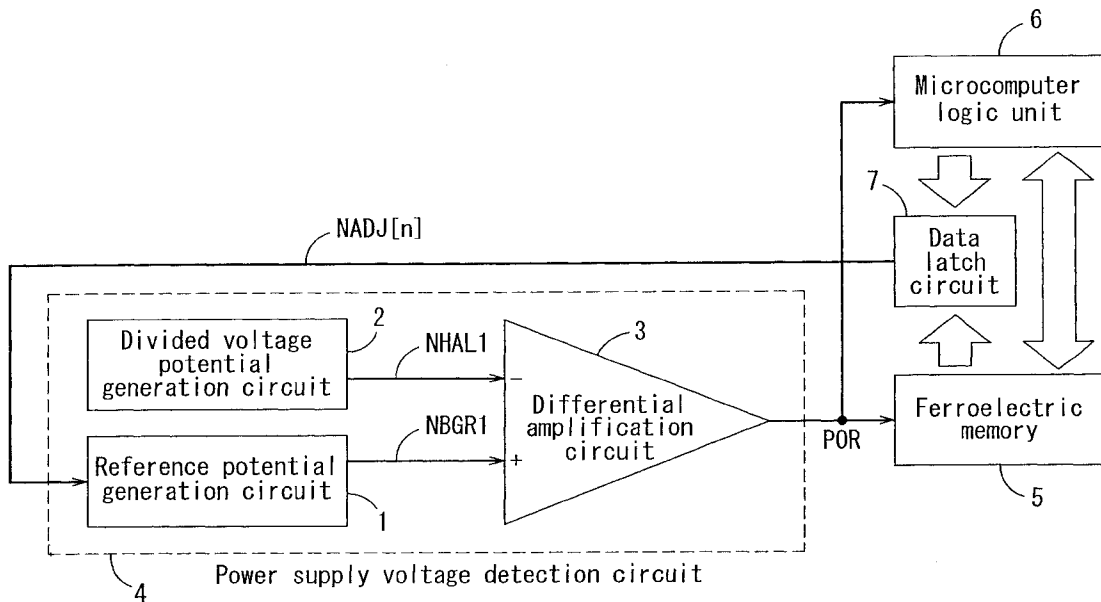 6
Microcomputer
logic unit
7
NADJ[n]
Data
latch
circuit
2
Divided voltage
potential
generation circuit
NHAL1
3
−
Differential
amplification
circuit
NBGR1
+
Reference potential
generation circuit
1
POR
Ferroelectric
memory
5
4
Power supply voltage detection circuit